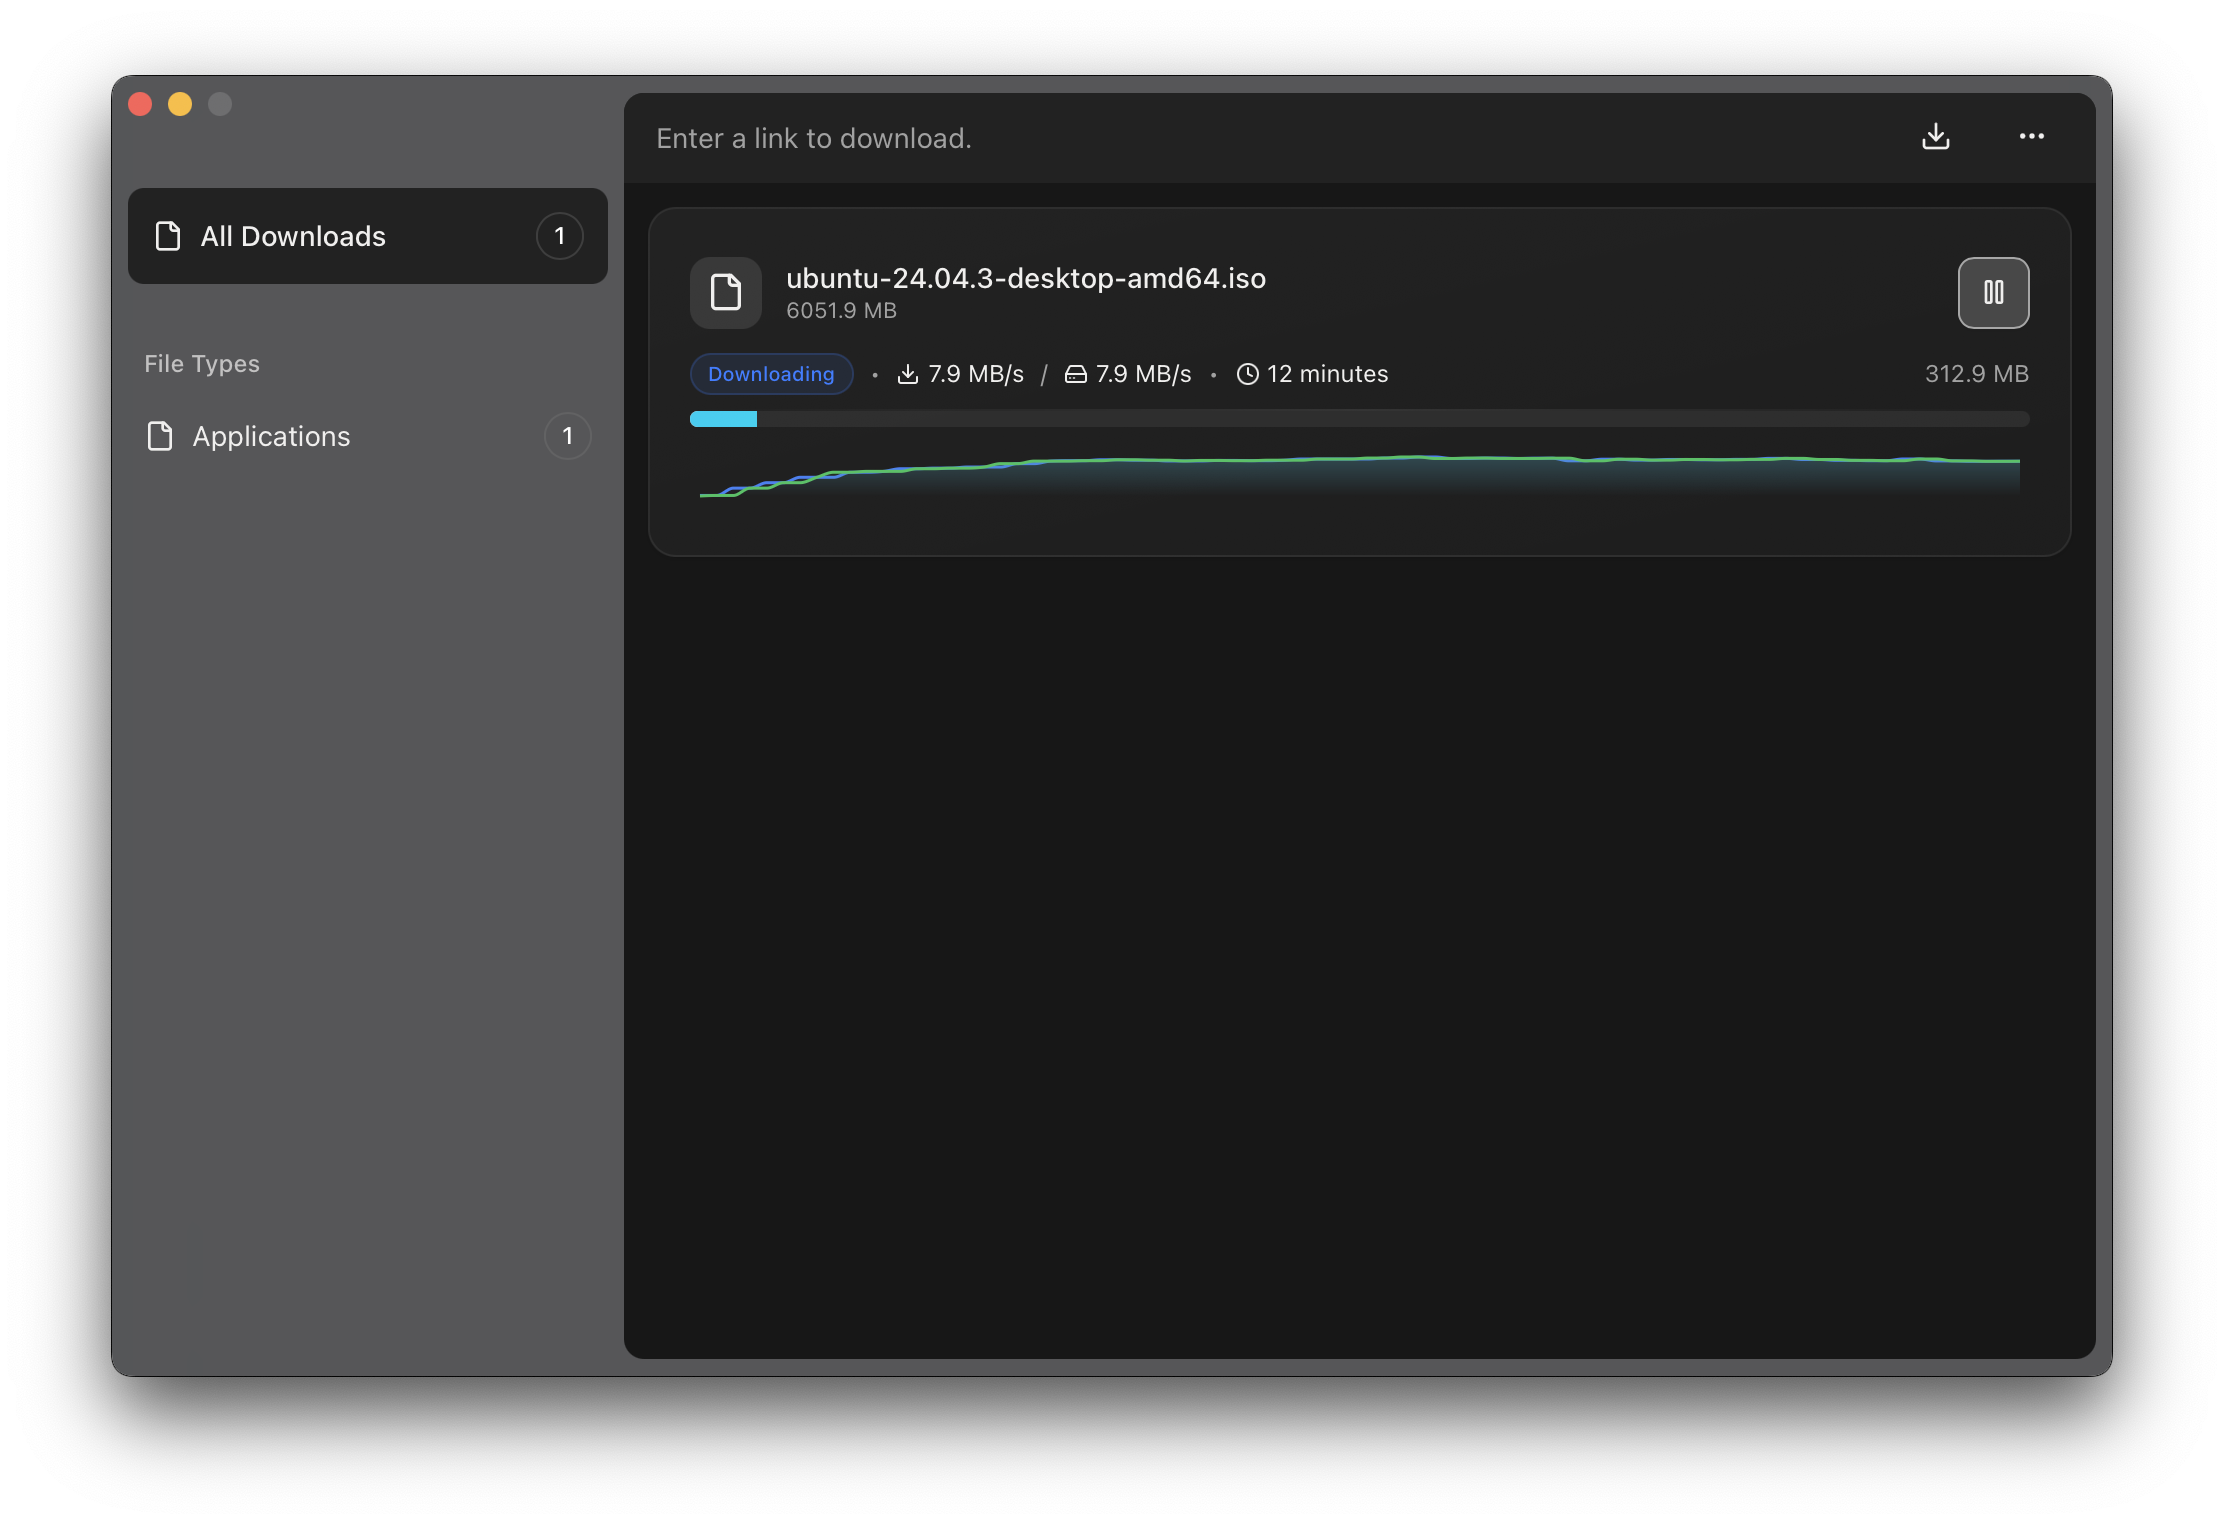 Enter a link to download.
All Downloads
1
File Types
Applications
1
ubuntu-24.04.3-desktop-amd64.iso
6051.9 MB
Downloading • 7.9 MB/s / 7.9 MB/s • 12 minutes 312.9 MB